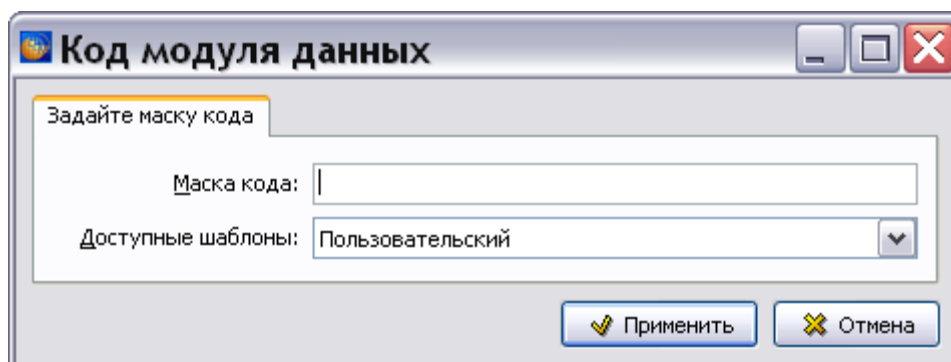 Код модуля данных
Задайте маску кода
Маска кода:
Доступные шаблоны: Пользовательский
Применить Отмена